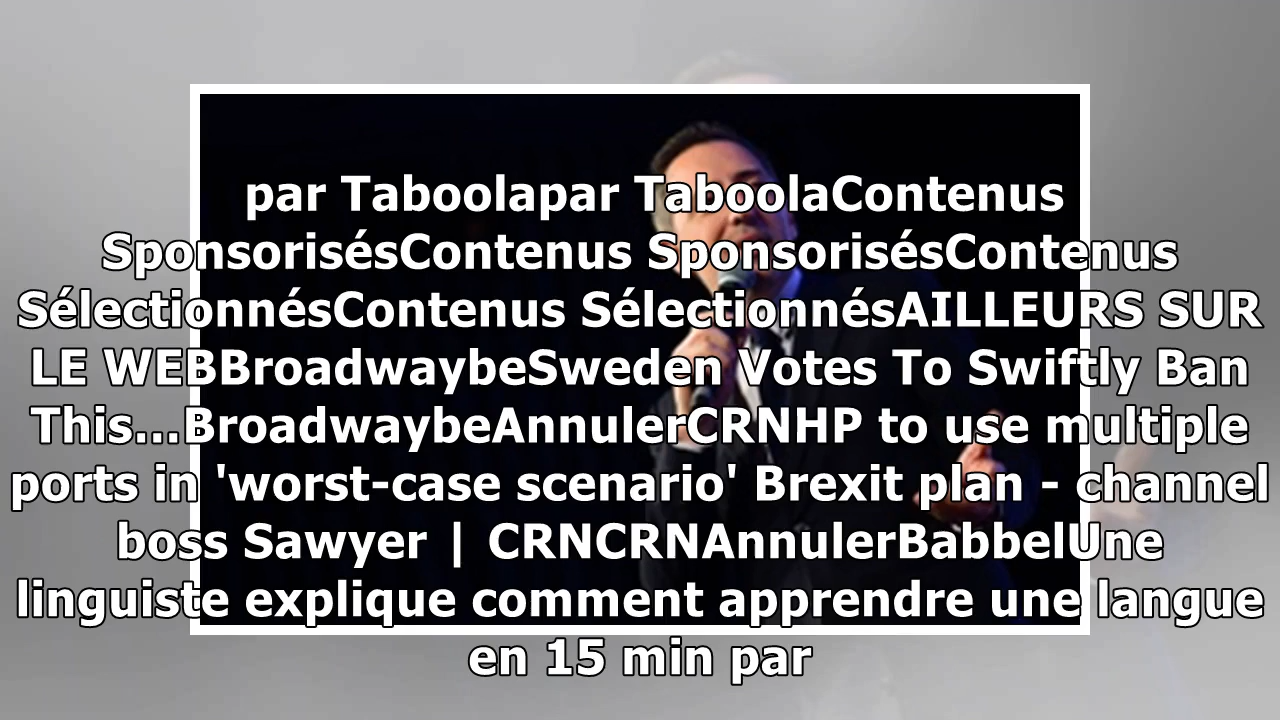 par Taboolapar TaboolaContenus
SponsorisésContenus SponsorisésContenus
SélectionnésContenus SélectionnésAILLEURS SUR
LE WEBBroadwaybeSweden Votes To Swiftly Ban
This...BroadwaybeAnnulerCRNHP to use multiple
ports in 'worst-case scenario' Brexit plan - channel
boss Sawyer | CRNCRNAnnulerBabbelUne
linguiste explique comment apprendre une langue
en 15 min par